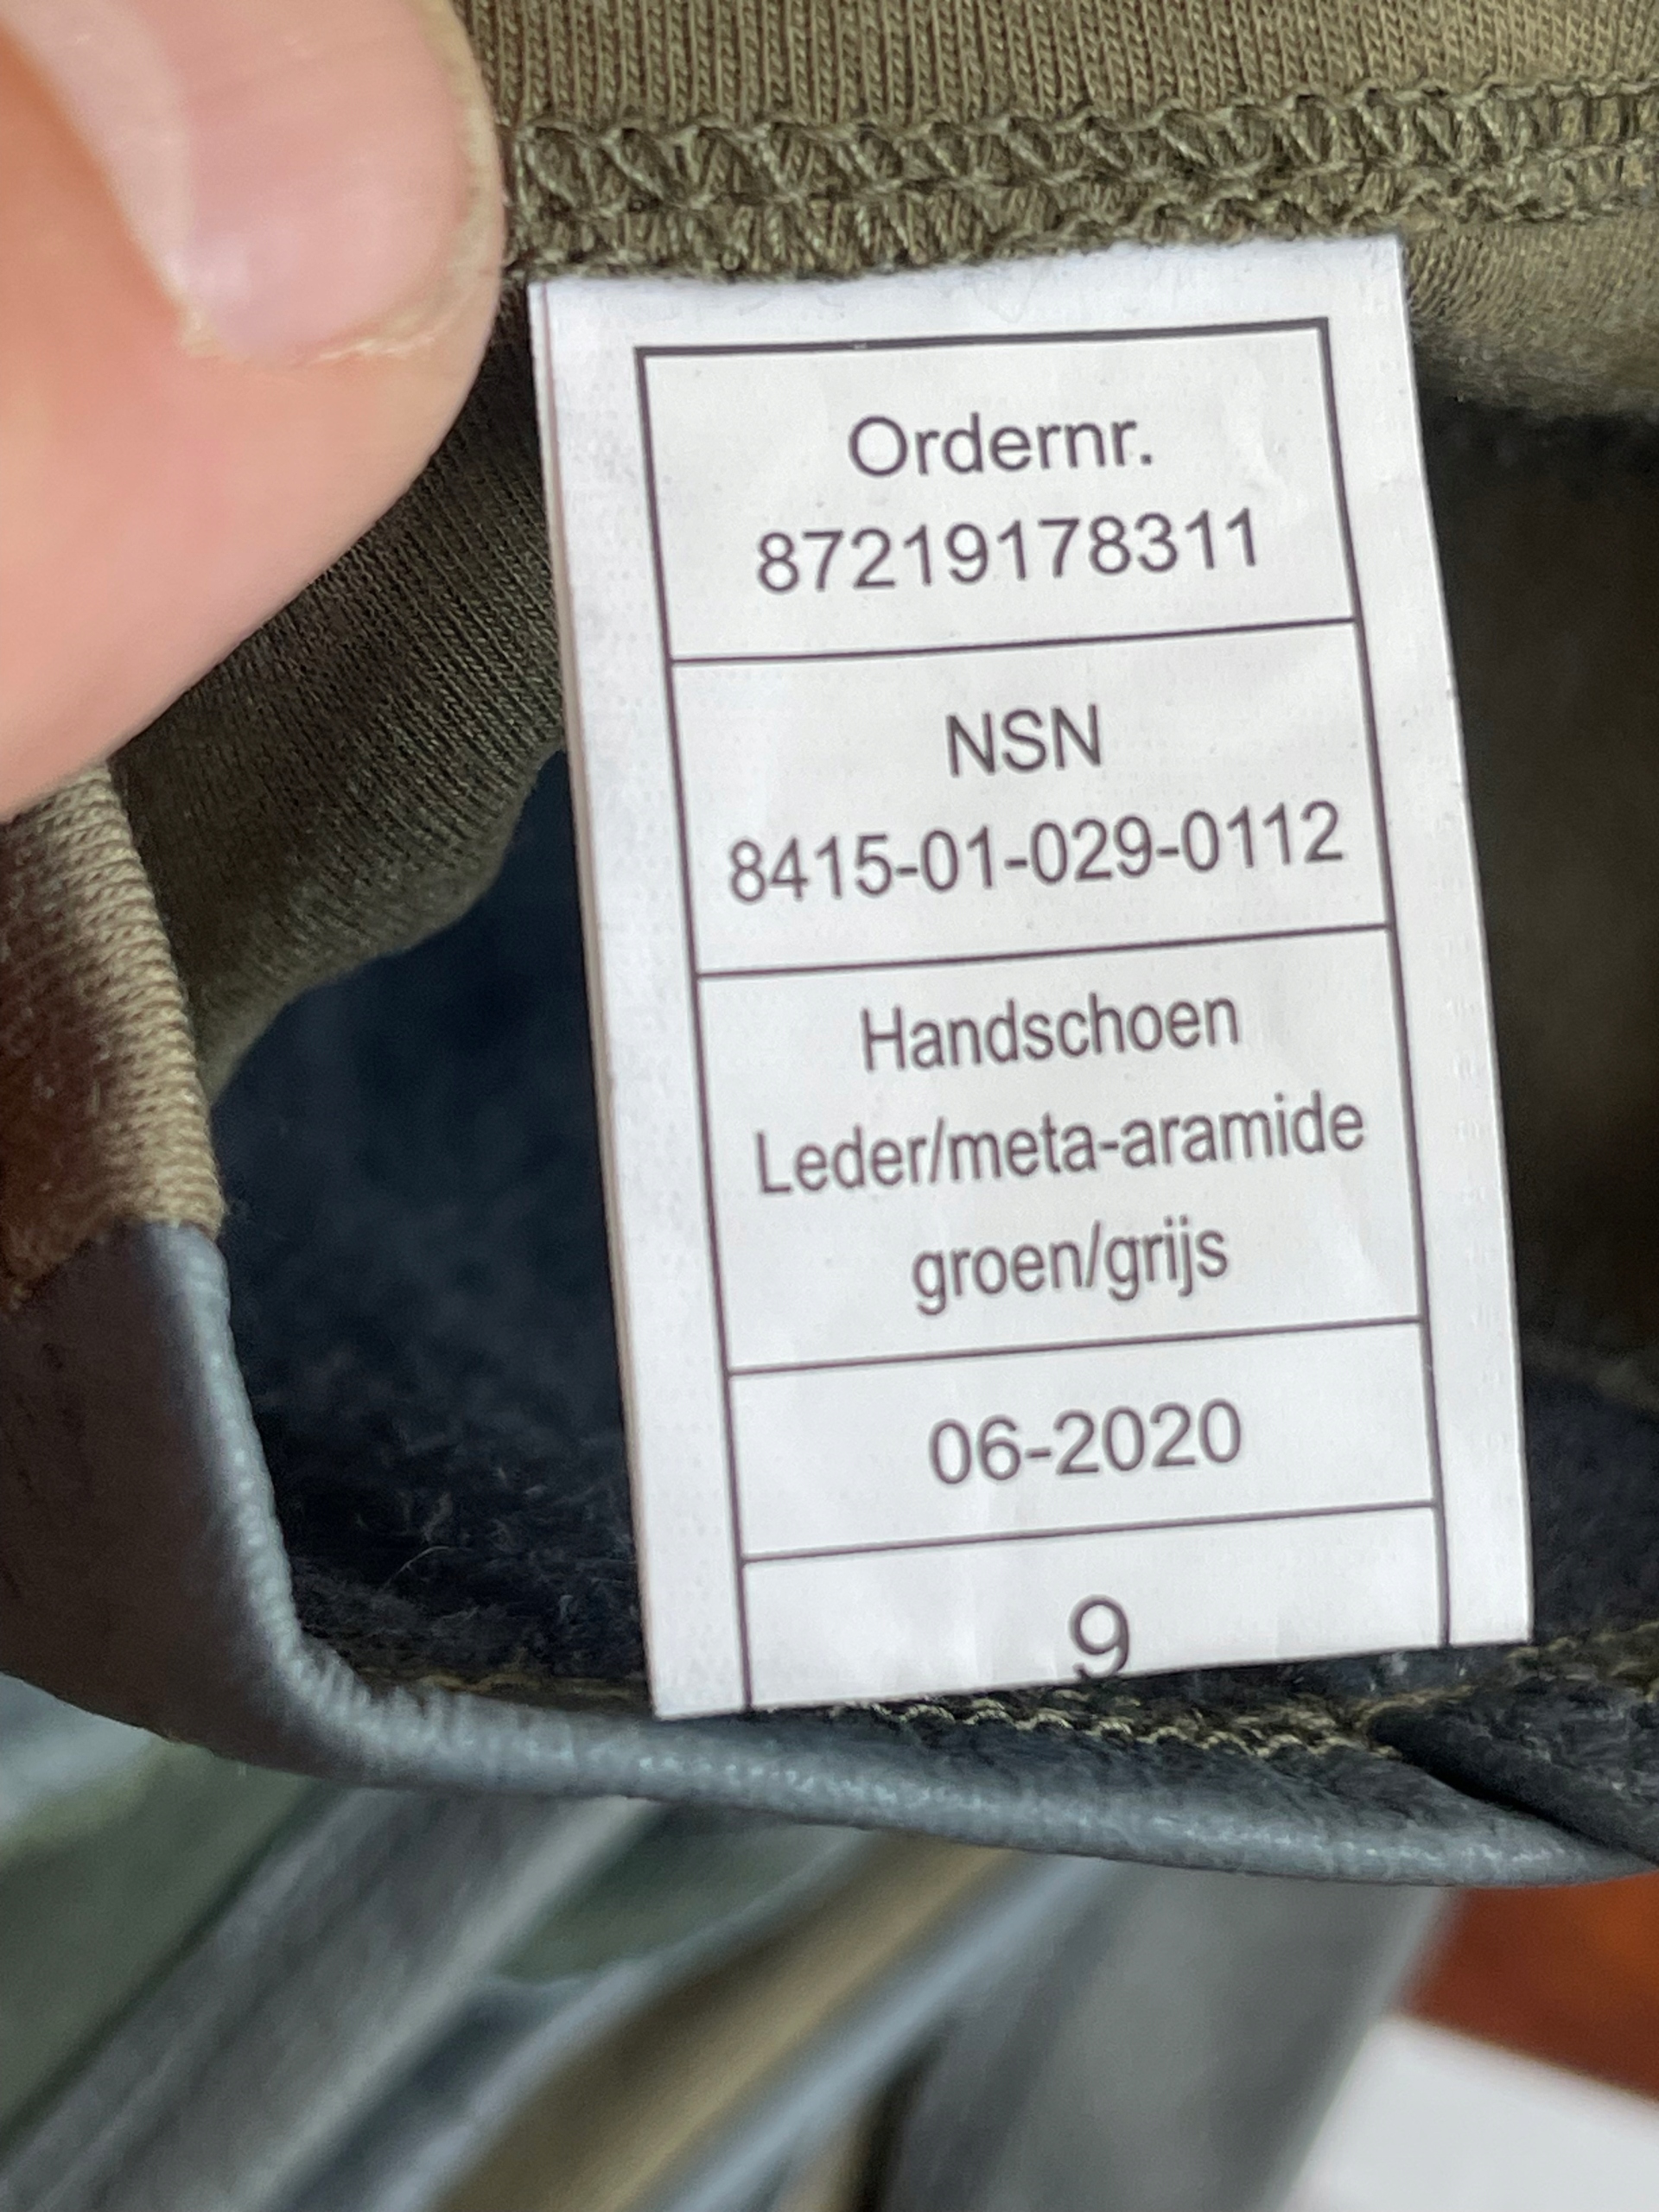 Ordernr.
87219178311
NSN
8415-01-029-0112
Handschoen
Leder/meta-aramide
groen/grijs
06-2020
9